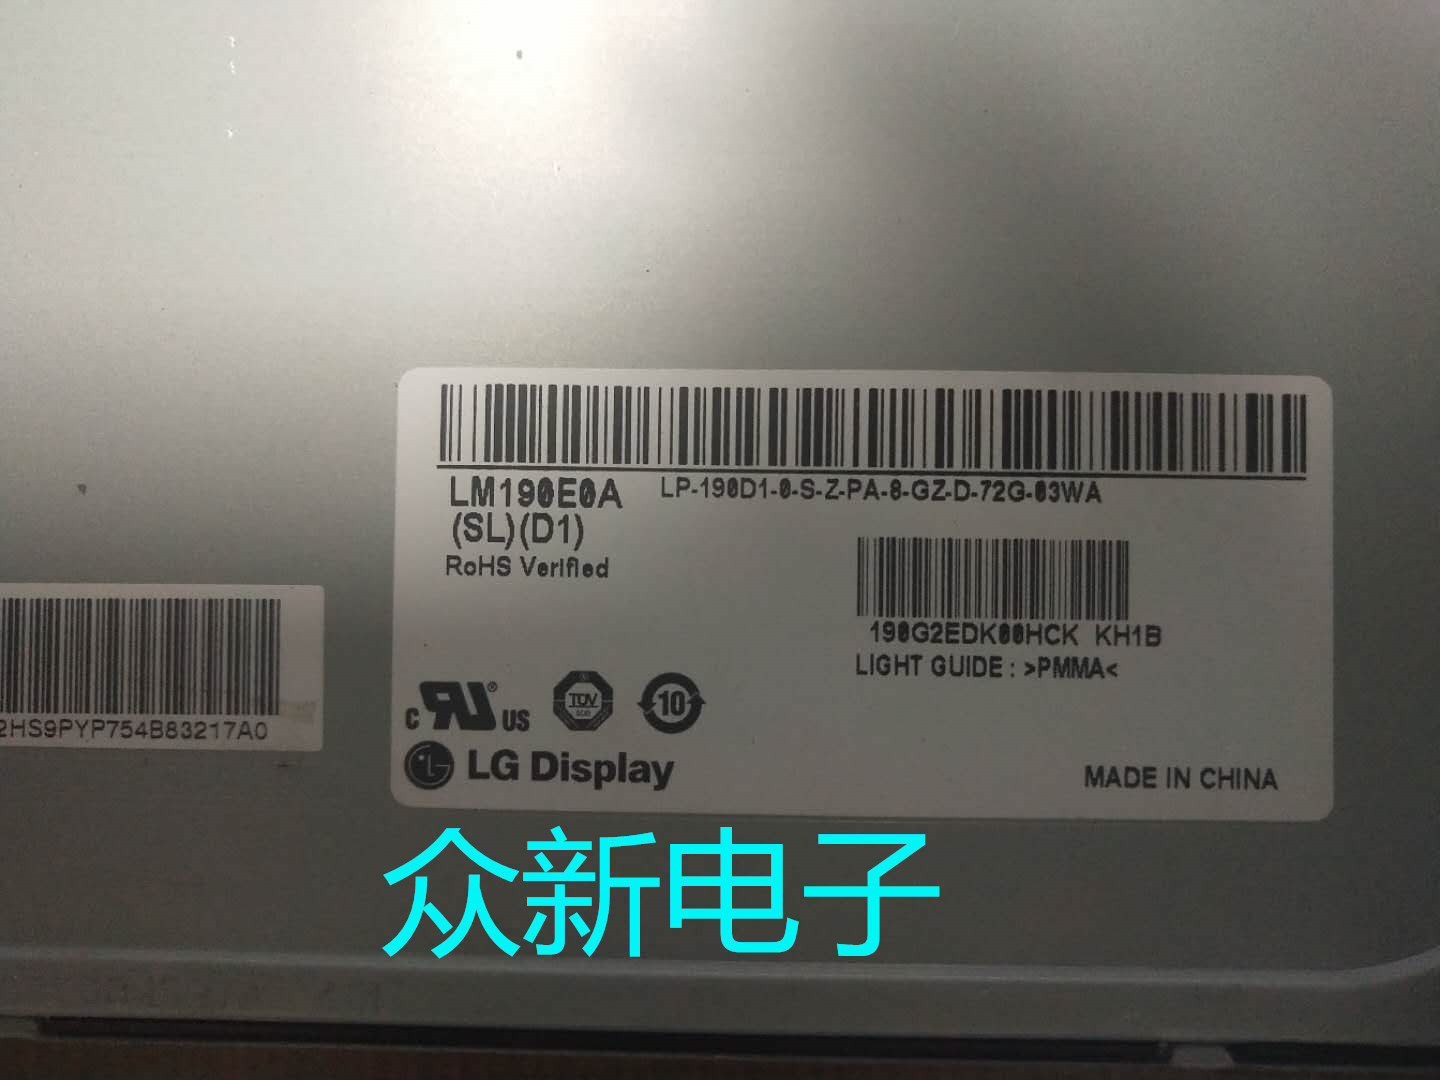 LM190E0A LP-190D1-0-S-Z-PA-8-GZ-D-72G-03WA
(SL)(D1)
RoHS Verified
190G2EDK00HCK KH1B
LIGHT GUIDE : >PMMA<
2HS9PYP754B83217A0
c RU ® US TÜV 10
LG Display
MADE IN CHINA
众新电子